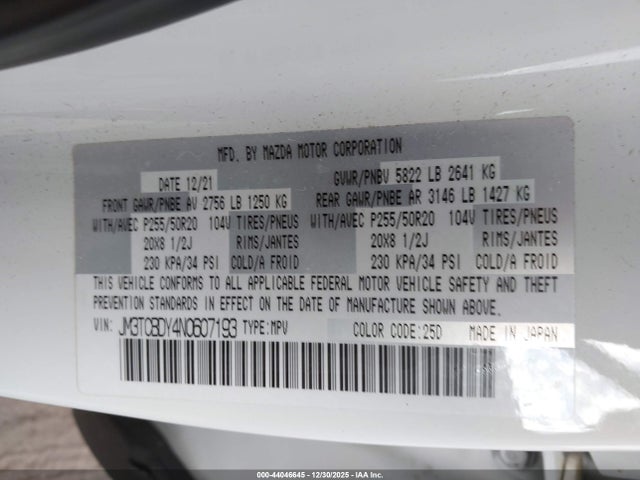 MFD. BY MAZDA MOTOR CORPORATION
DATE 12/21 GVWR/PNBV 5822 LB 2641 KG
FRONT GAWR/PNBE AV 2756 LB 1250 KG REAR GAWR/PNBE AR 3146 LB 1427 KG
WITH/AVEC P255/50R20 104V TIRES/PNEUS WITH/AVEC P255/50R20 104V TIRES/PNEUS
20X8 1/2J RIMS/JANTES 20X8 1/2J RIMS/JANTES
230 KPA/34 PSI COLD/A FROID 230 KPA/34 PSI COLD/A FROID
THIS VEHICLE CONFORMS TO ALL APPLICABLE FEDERAL MOTOR VEHICLE SAFETY AND THEFT
PREVENTION STANDARDS IN EFFECT ON THE DATE OF MANUFACTURE SHOWN ABOVE.
VIN: JM3TCBDY4N0607193 TYPE:MPV COLOR CODE:25D MADE IN JAPAN
000-44046645 - 12/30/2025 - Copyright © 2025 IAA, Inc. All Rights Reserved.